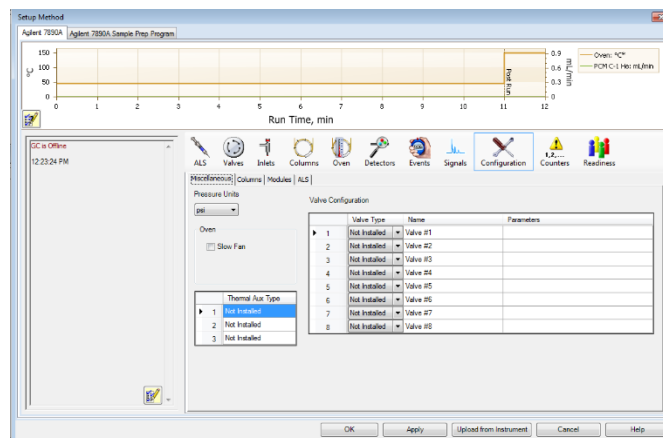 Setup Method
Agilent 7890A Agilent 7890A Sample Prep Program
150
100
50
0
°C
0 1 2 3 4 5 6 7 8 9 10 11 12
Run Time, min
Post Run
0.9
0.6
0.3
0
mL/min
Oven: °C"
PCM C-1 He: mL/min
GC is Offline
12:23:24 PM
ALS Valves Inlets Columns Oven Detectors Events Signals Configuration Counters Readiness
1,2,...
Miscellaneous Columns Modules ALS
Pressure Units
psi
Oven
Slow Fan
Thermal Aux Type
1 Not Installed
2 Not Installed
3 Not Installed
Valve Configuration
Valve Type Name Parameters
1 Not Installed Valve #1
2 Not Installed Valve #2
3 Not Installed Valve #3
4 Not Installed Valve #4
5 Not Installed Valve #5
6 Not Installed Valve #6
7 Not Installed Valve #7
8 Not Installed Valve #8
OK Apply Upload from Instrument Cancel Help